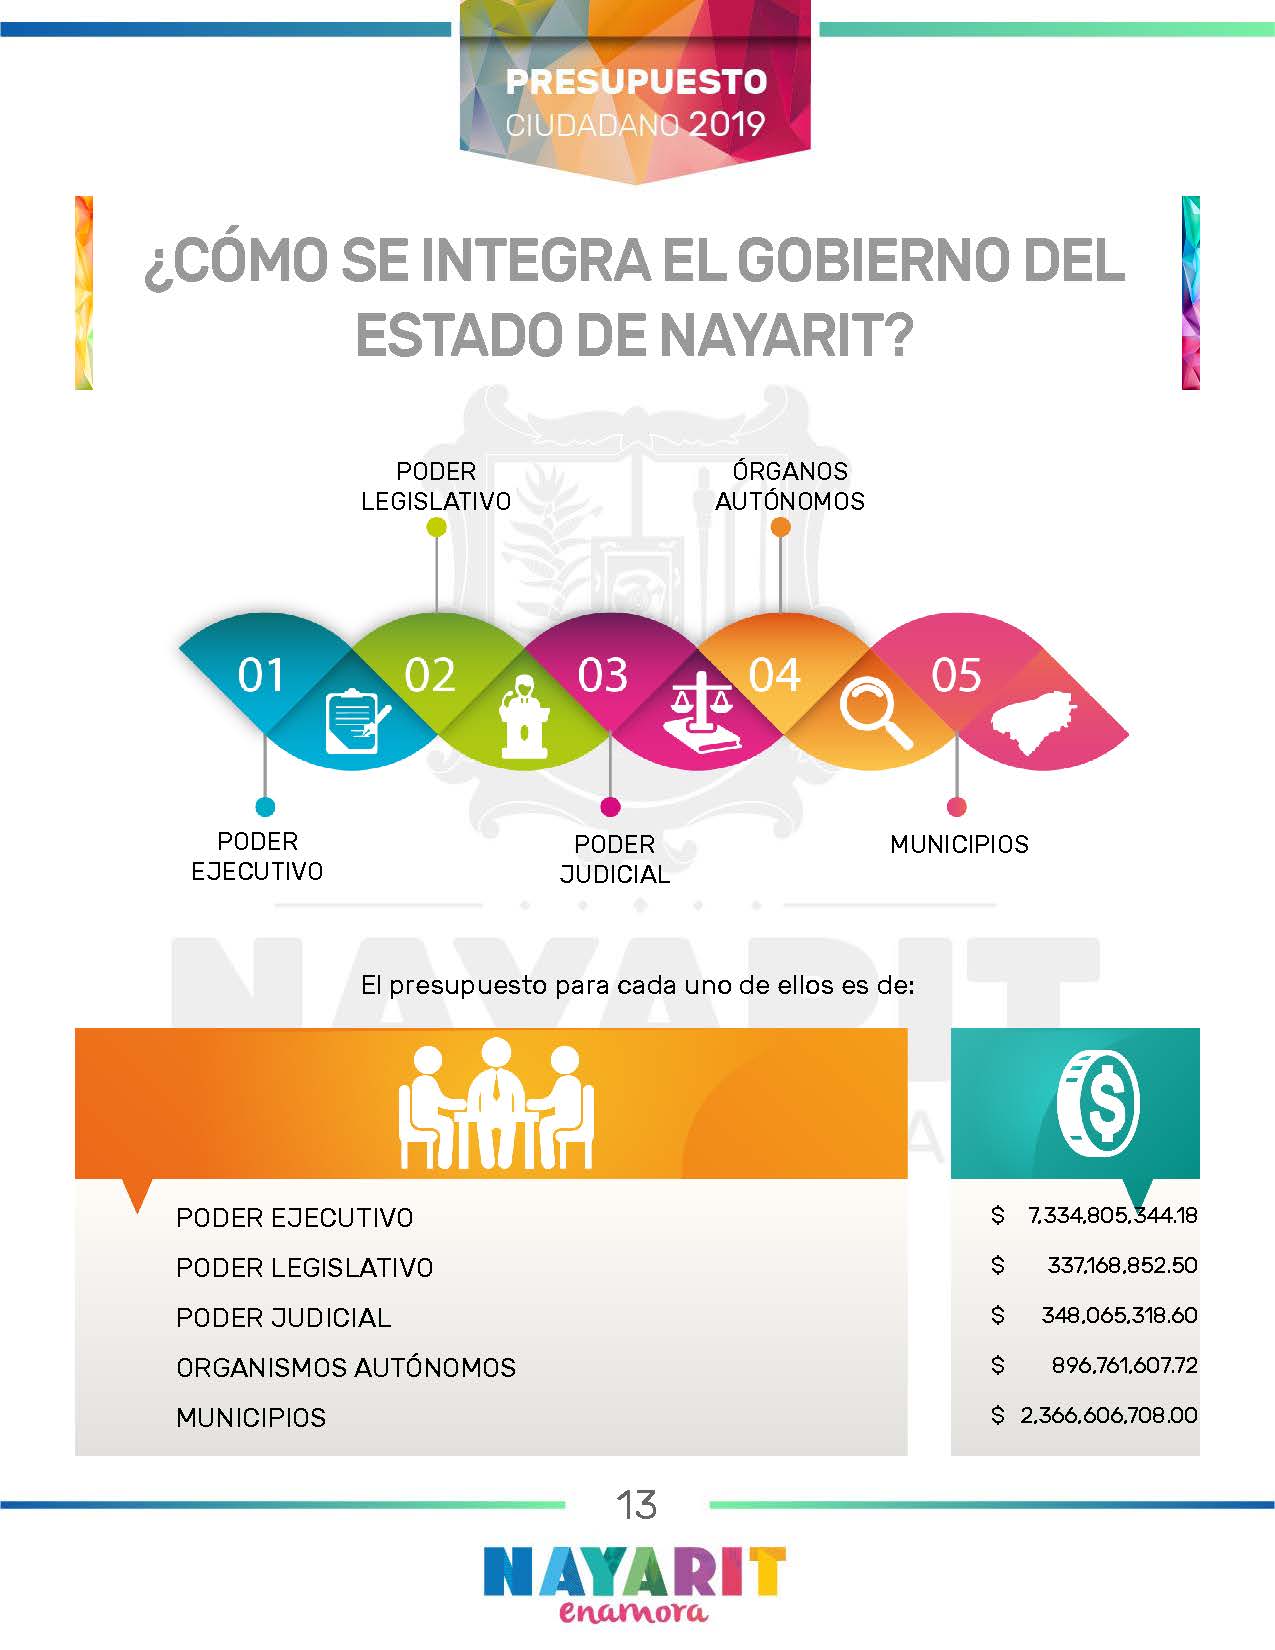 PRESUPUESTO
CIUDADANO 2019
¿CÓMO SE INTEGRA EL GOBIERNO DEL
ESTADO DE NAYARIT?
PODER
LEGISLATIVO
ÓRGANOS
AUTÓNOMOS
01
02
03
04
05
PODER
EJECUTIVO
PODER
JUDICIAL
MUNICIPIOS
NAYARIT
El presupuesto para cada uno de ellos es de:
$
PODER EJECUTIVO $ 7,334,805,344.18
PODER LEGISLATIVO $ 337,168,852.50
PODER JUDICIAL $ 348,065,318.60
ORGANISMOS AUTÓNOMOS $ 896,761,607.72
MUNICIPIOS $ 2,366,606,708.00
13
NAYARIT
enamora